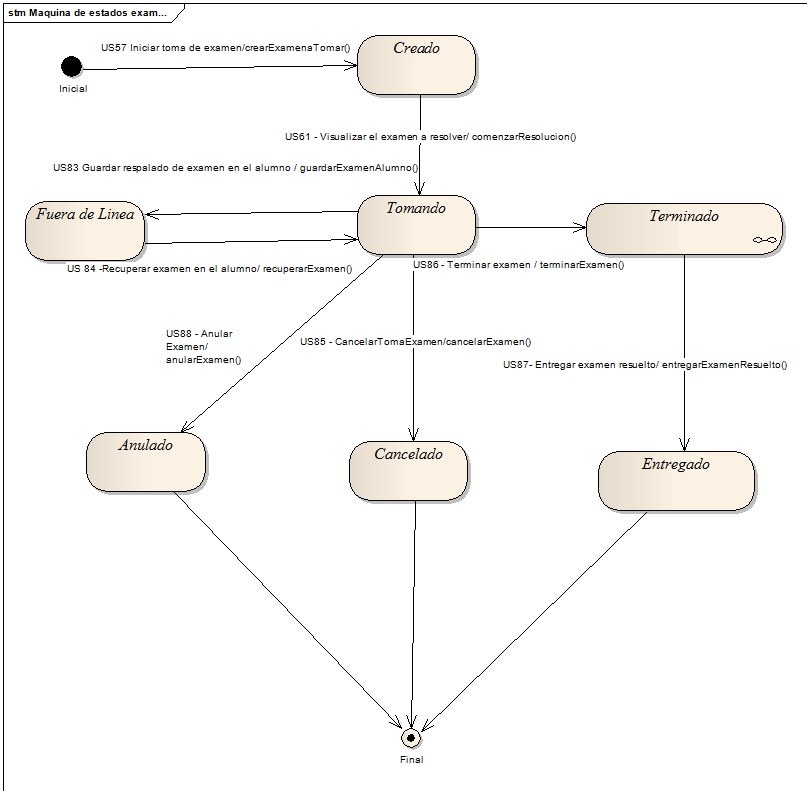 stm Maquina de estados exam...
US57 Iniciar toma de examen/crearExamenaTomar()
Creado
Inicial
US61 - Visualizar el examen a resolver/ comenzarResolucion()
US83 Guardar respalado de examen en el alumno / guardarExamenAlumno()
Fuera de Linea
Tomando
Terminado
US 84 -Recuperar examen en el alumno/ recuperarExamen()
US86 - Terminar examen / terminarExamen()
US88 - Anular
Examen/
anularExamen()
US85 - CancelarTomaExamen/cancelarExamen()
US87- Entregar examen resuelto/ entregarExamenResuelto()
Anulado
Cancelado
Entregado
Final